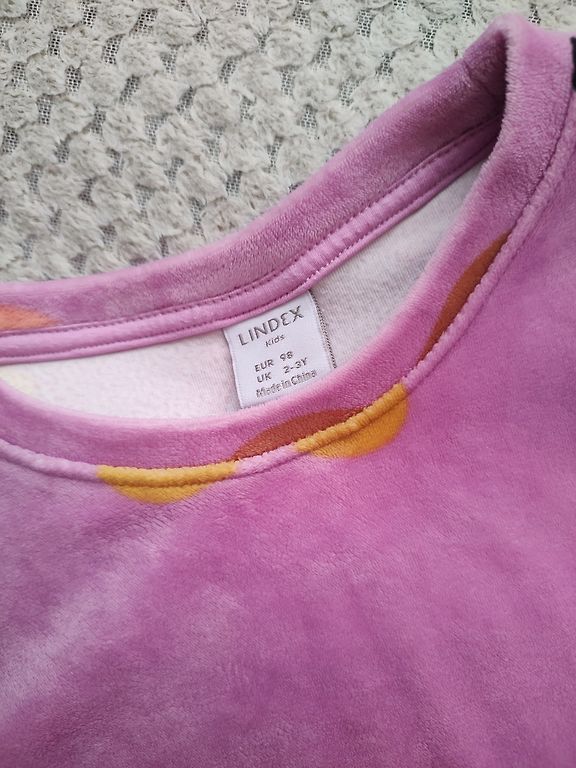 LINDEX
Kids
EUR 98
UK 2-3Y
Made in China